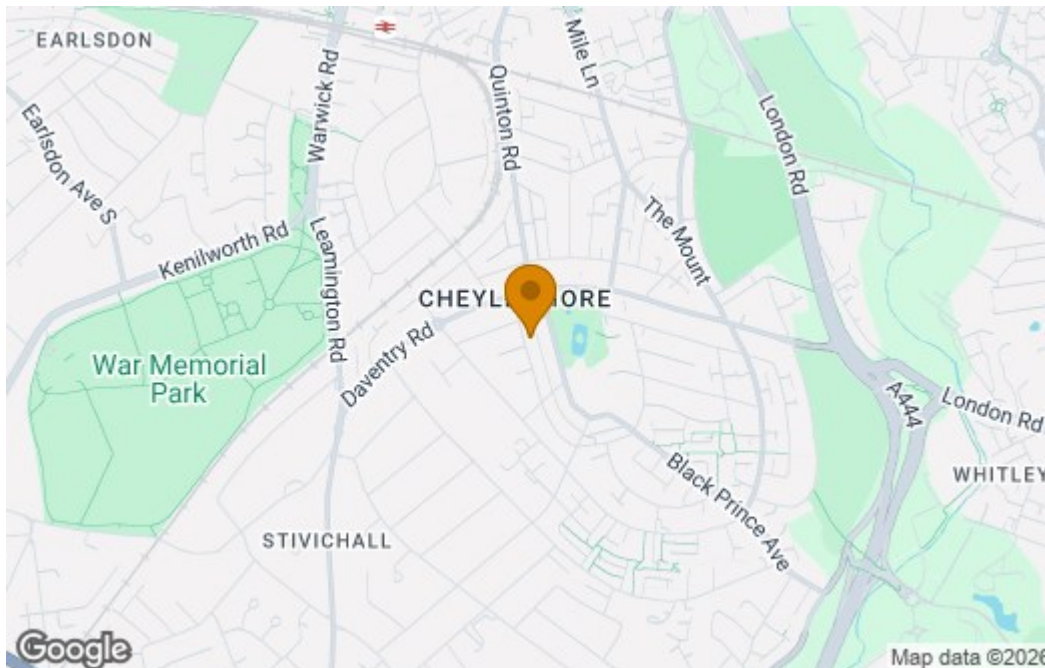 EARLSDON
Mile Ln
Warwick Rd
Quinton Rd
London Rd
Earlsdon Ave S
The Mount
Kenilworth Rd
Leamington Rd
CHEYLESMORE
War Memorial
Park
Daventry Rd
A444
London Rd
Black Prince Ave
WHITLEY
STIVICHALL
Google
Map data ©2026